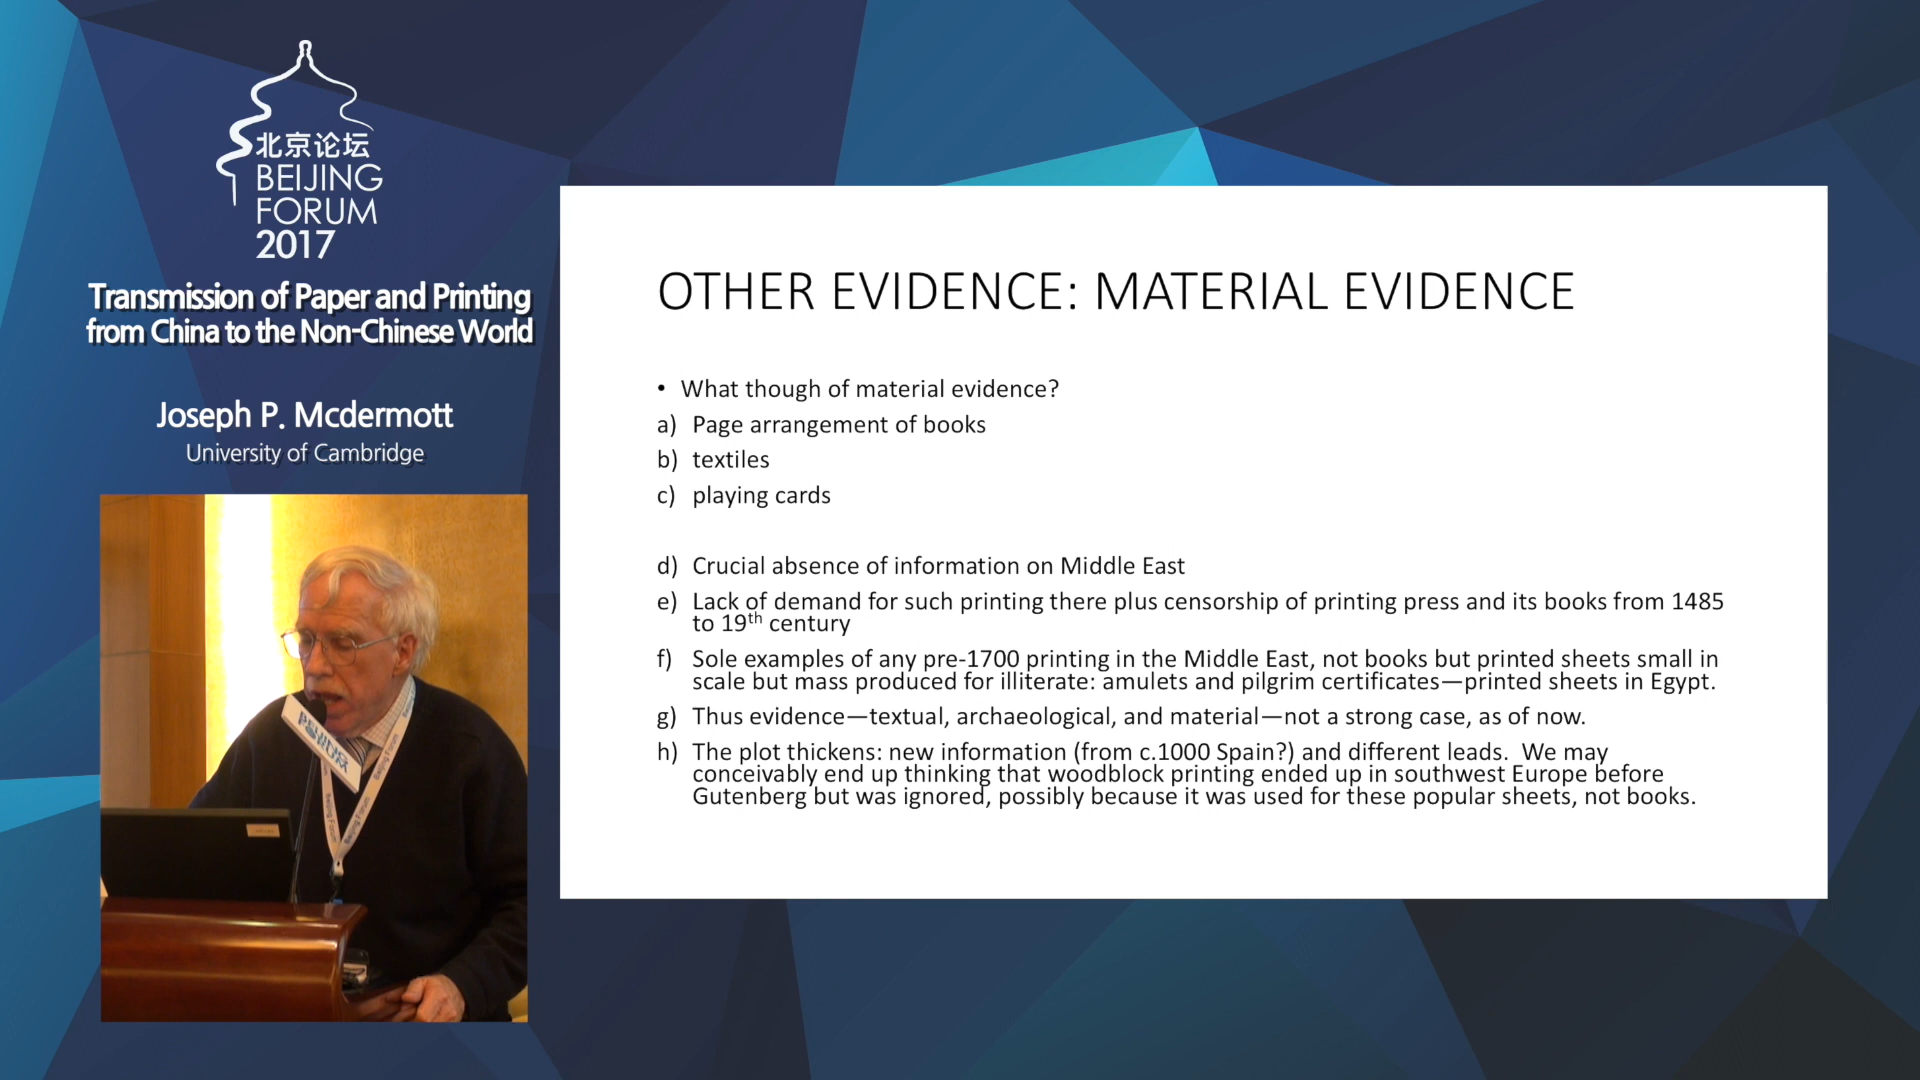 北京论坛
BEIJING
FORUM
2017
Transmission of Paper and Printing
from China to the Non-Chinese World
Joseph P. Mcdermott
University of Cambridge
BEIJING
FORUM
Beijing Forum
Beijing Forum
Beijing Forum
OTHER EVIDENCE: MATERIAL EVIDENCE
• What though of material evidence?
a) Page arrangement of books
b) textiles
c) playing cards
d) Crucial absence of information on Middle East
e) Lack of demand for such printing there plus censorship of printing press and its books from 1485
to 19th century
f) Sole examples of any pre-1700 printing in the Middle East, not books but printed sheets small in
scale but mass produced for illiterate: amulets and pilgrim certificates—printed sheets in Egypt.
g) Thus evidence—textual, archaeological, and material—not a strong case, as of now.
h) The plot thickens: new information (from c.1000 Spain?) and different leads.  We may
conceivably end up thinking that woodblock printing ended up in southwest Europe before
Gutenberg but was ignored, possibly because it was used for these popular sheets, not books.